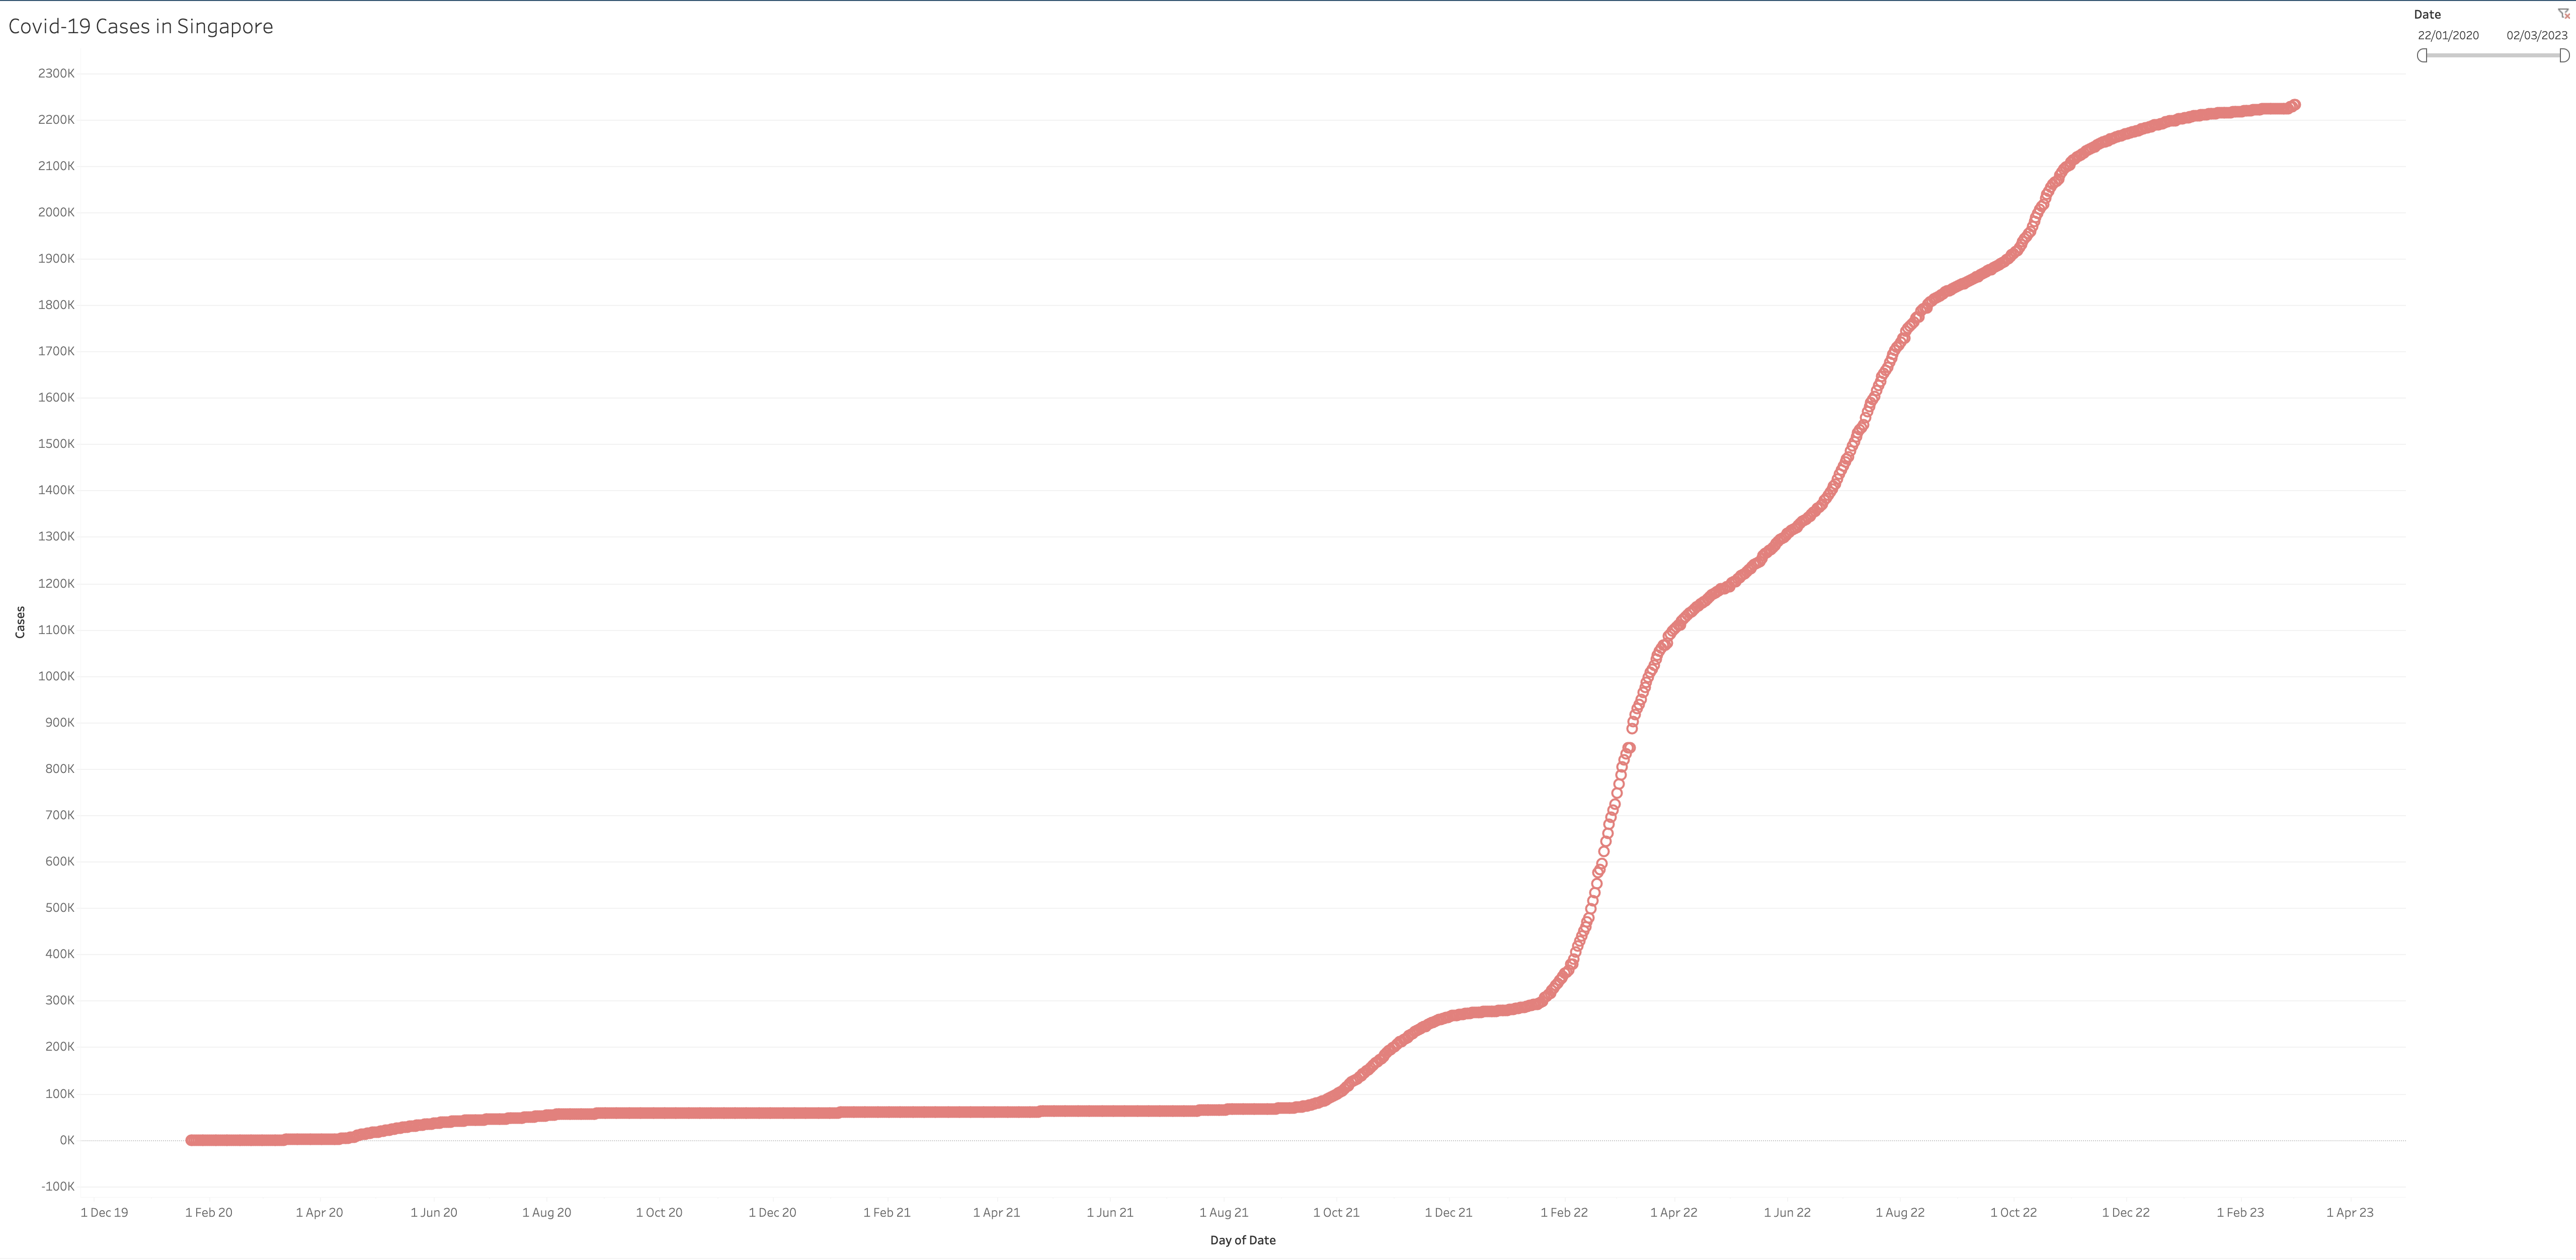 Covid-19 Cases in Singapore
Date
22/01/2020 02/03/2023
2300K
2200K
2100K
2000K
1900K
1800K
1700K
1600K
1500K
1400K
1300K
1200K
1100K
1000K
900K
800K
700K
600K
500K
400K
300K
200K
100K
0K
-100K
Cases
1 Dec 19 1 Feb 20 1 Apr 20 1 Jun 20 1 Aug 20 1 Oct 20 1 Dec 20 1 Feb 21 1 Apr 21 1 Jun 21 1 Aug 21 1 Oct 21 1 Dec 21 1 Feb 22 1 Apr 22 1 Jun 22 1 Aug 22 1 Oct 22 1 Dec 22 1 Feb 23 1 Apr 23
Day of Date